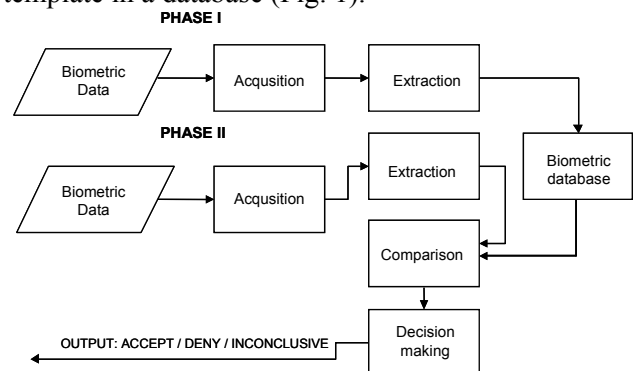 template in a database (Fig. 1).
PHASE I
Biometric
Data
Acqusition
Extraction
PHASE II
Biometric
Data
Acqusition
Extraction
Biometric
database
Comparison
Decision
making
OUTPUT: ACCEPT / DENY / INCONCLUSIVE